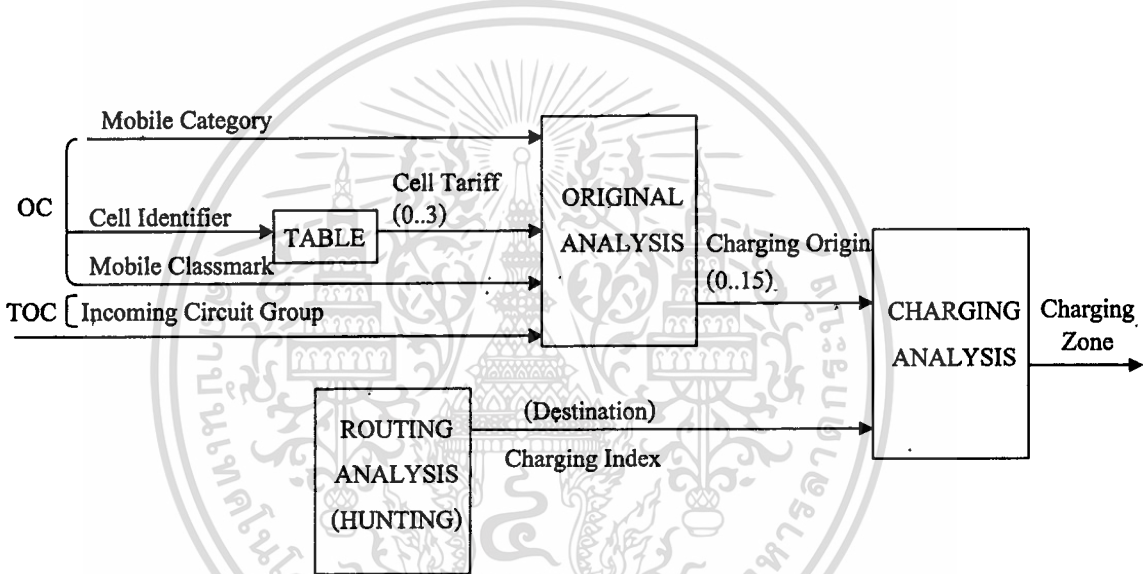 Mobile Category
OC
Cell Identifier
TABLE
Cell Tariff
(0..3)
Mobile Classmark
TOC
Incoming Circuit Group
ORIGINAL
ANALYSIS
Charging Origin
(0..15)
CHARGING
ANALYSIS
Charging
Zone
ROUTING
ANALYSIS
(HUNTING)
(Destination)
Charging Index